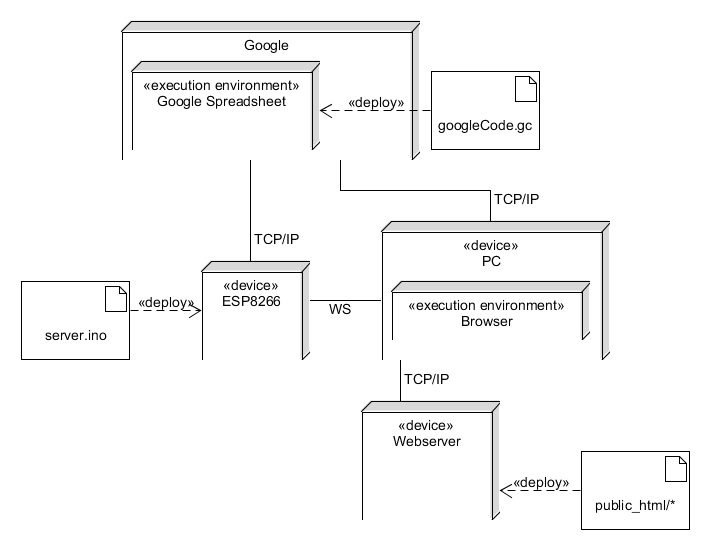 Google
«execution environment»
Google Spreadsheet
«deploy»
googleCode.gc
TCP/IP
TCP/IP
«device»
PC
«execution environment»
Browser
«device»
ESP8266
«deploy»
server.ino
WS
TCP/IP
«device»
Webserver
«deploy»
public_html/*